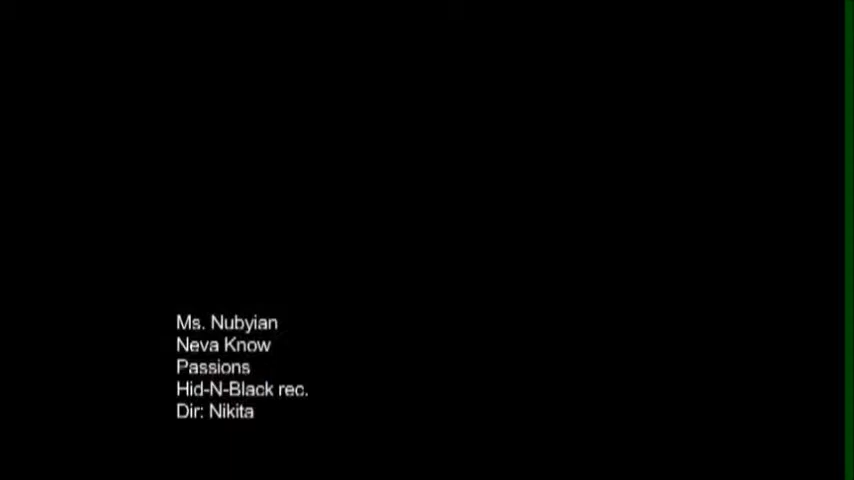 Ms. Nubyian
Neva Know
Passions
Hid-N-Black rec.
Dir: Nikita